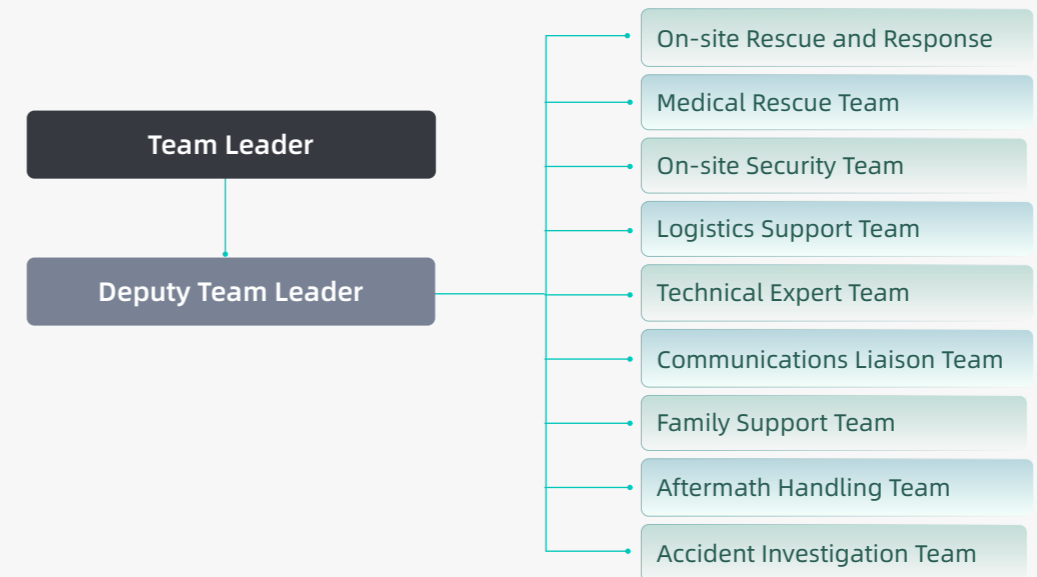 Team Leader
Deputy Team Leader
On-site Rescue and Response
Medical Rescue Team
On-site Security Team
Logistics Support Team
Technical Expert Team
Communications Liaison Team
Family Support Team
Aftermath Handling Team
Accident Investigation Team